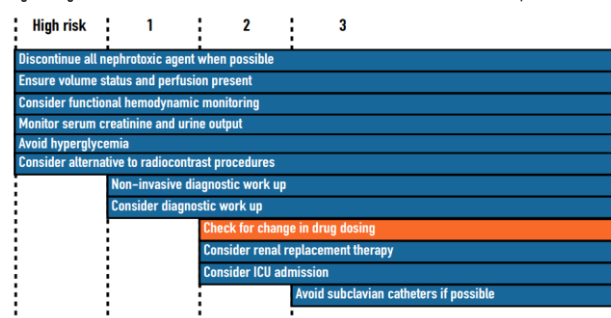 High risk 1 2 3
Discontinue all nephrotoxic agent when possible
Ensure volume status and perfusion present
Consider functional hemodynamic monitoring
Monitor serum creatinine and urine output
Avoid hyperglycemia
Consider alternative to radiocontrast procedures
Non-invasive diagnostic work up
Consider diagnostic work up
Check for change in drug dosing
Consider renal replacement therapy
Consider ICU admission
Avoid subclavian catheters if possible